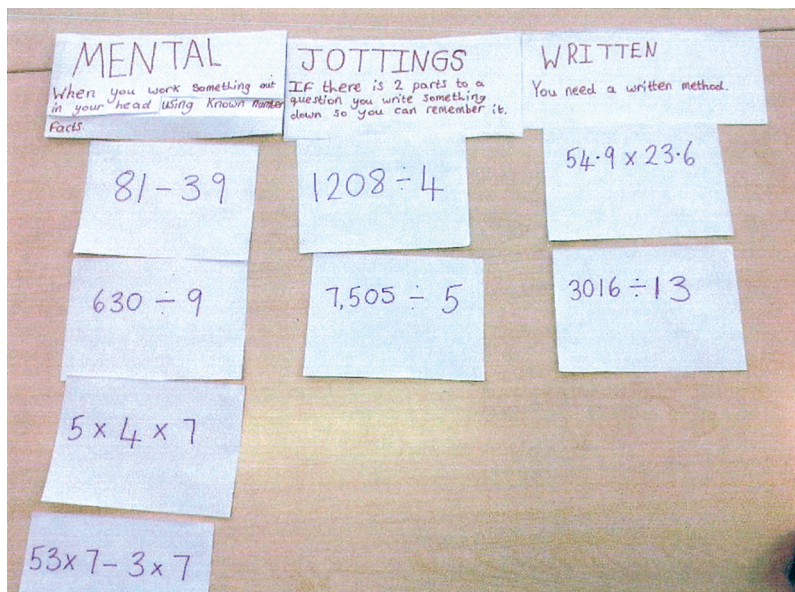 MENTAL
When you work something out
in your head using known number
facts.
81 - 39
630 ÷ 9
5 × 4 × 7
53 × 7 - 3 × 7
JOTTINGS
If there is 2 parts to a
question you write something
down so you can remember it.
1208 ÷ 4
7,505 ÷ 5
WRITTEN
You need a written method.
54·9 × 23·6
3016 ÷ 13